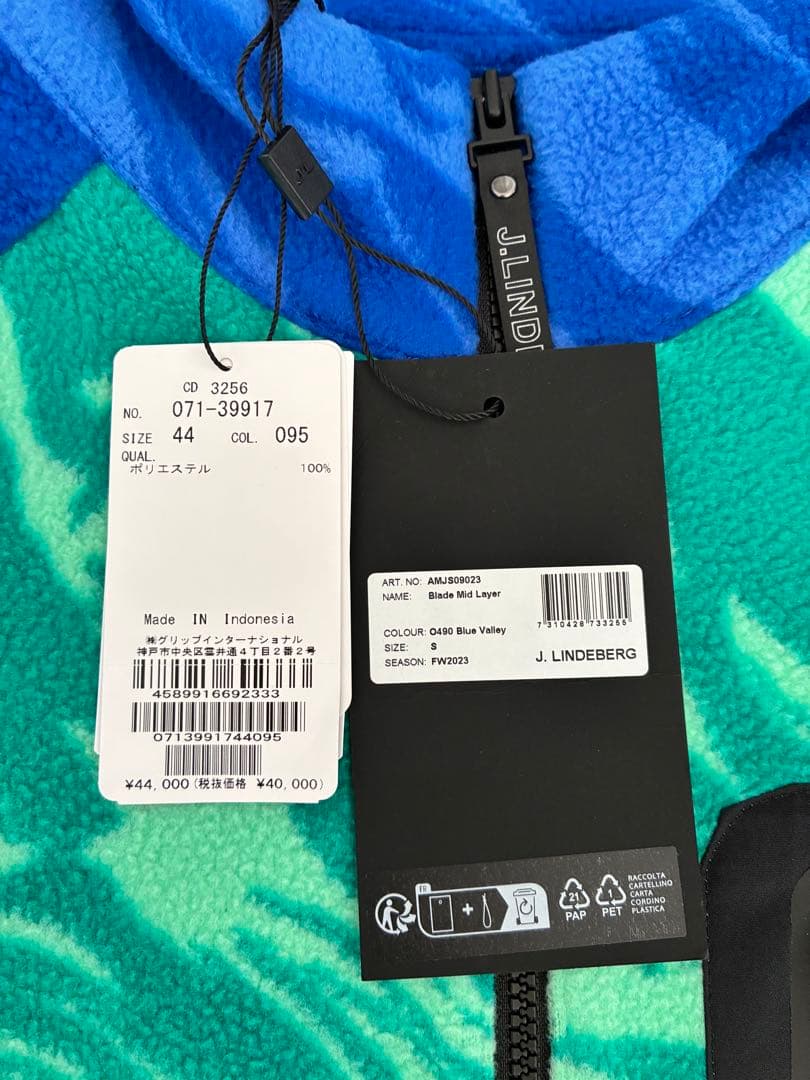 JL
J.LINDE
CD 3256
NO. 071-39917
SIZE 44 COL. 095
QUAL.
ポリエステル 100%
Made IN Indonesia
㈱グリップインターナショナル
神戸市中央区雲井通4丁目2番2号
4589916692333
0713991744095
¥44,000(税抜価格 ¥40,000)
ART. NO: AMJS09023
NAME: Blade Mid Layer
7310428733255
COLOUR: O490 Blue Valley
SIZE: S
SEASON: FW2023
J. LINDEBERG
FR
21
PAP
1
PET
RACCOLTA
CARTELLINO
CARTA
CORDINO
PLASTICA